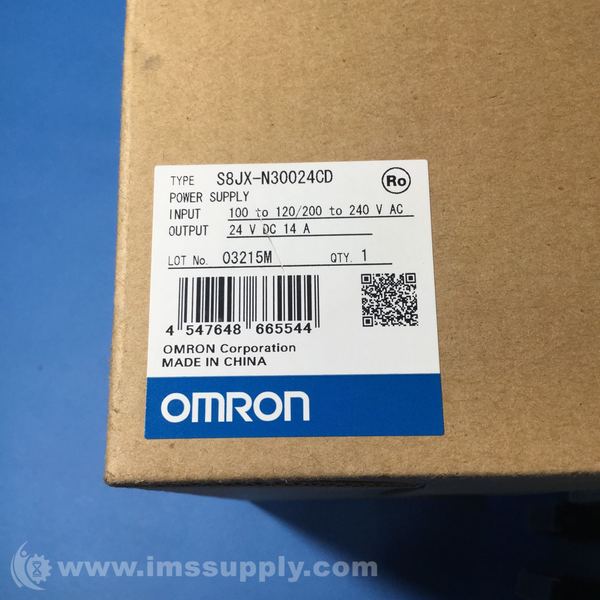 TYPE S8JX-N30024CD Ro
POWER SUPPLY
INPUT 100 to 120/200 to 240 V AC
OUTPUT 24 V DC 14 A
LOT No. 03215M QTY. 1
4 547648 665544
OMRON Corporation
MADE IN CHINA
OMRON
www.imssupply.com